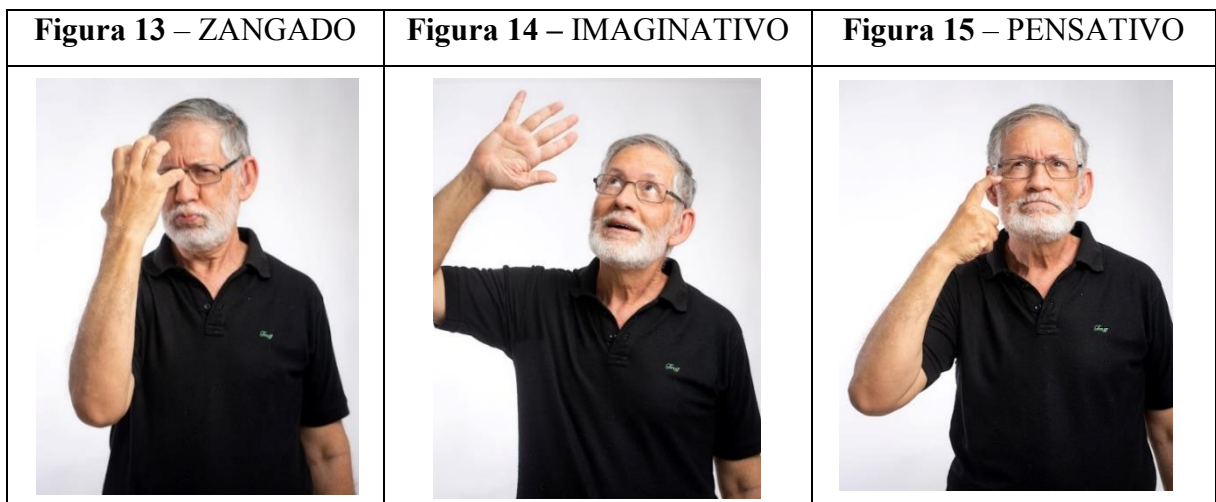 Figura 13 – ZANGADO
Figura 14 – IMAGINATIVO
Figura 15 – PENSATIVO